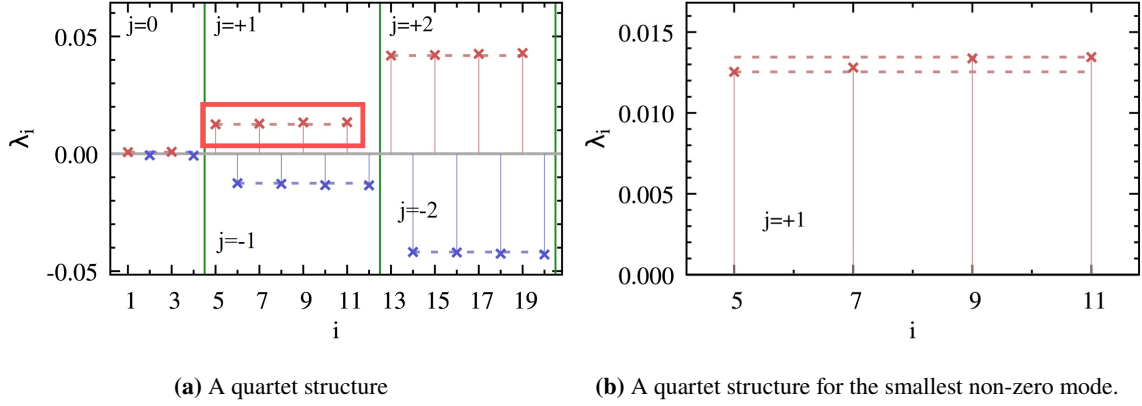 j=0
j=+1
j=+2
0.05
0.00
-0.05
λi
j=-1
j=-2
1 3 5 7 9 11 13 15 17 19
i
(a) A quartet structure
0.015
0.010
0.005
0.000
λi
j=+1
5 7 9 11
i
(b) A quartet structure for the smallest non-zero mode.